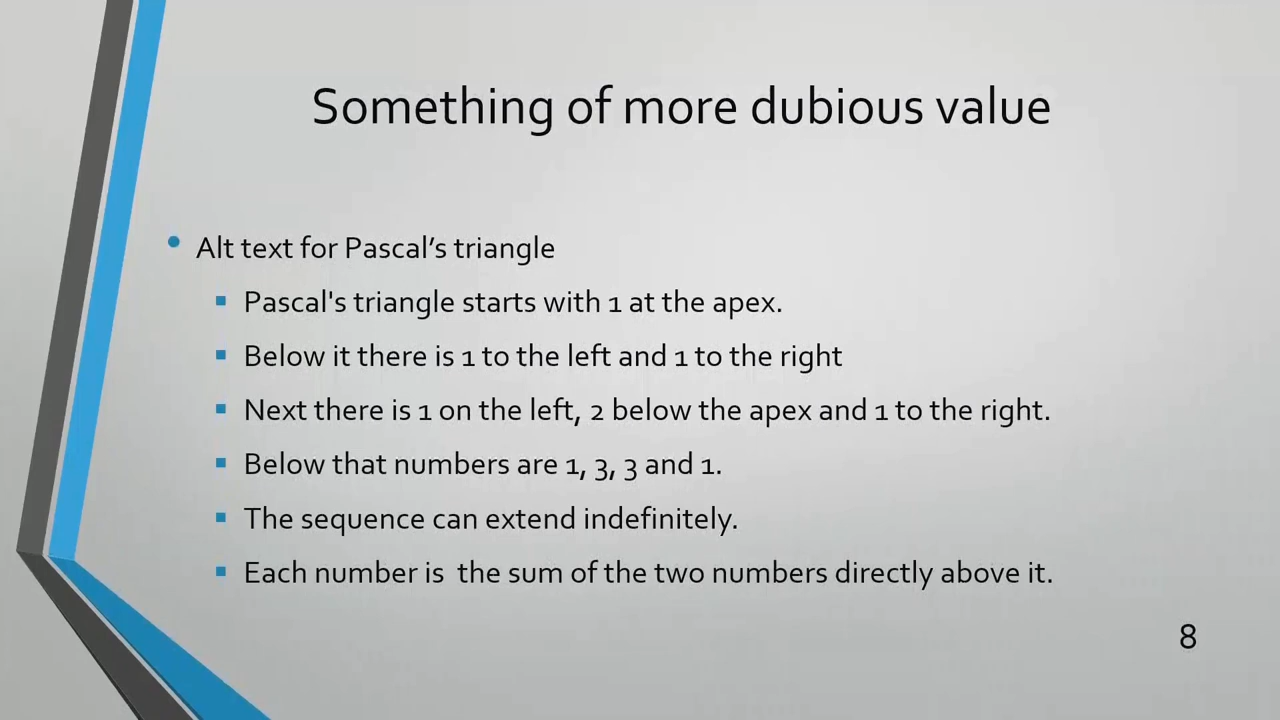 Something of more dubious value
Alt text for Pascal’s triangle
Pascal's triangle starts with 1 at the apex.
Below it there is 1 to the left and 1 to the right
Next there is 1 on the left, 2 below the apex and 1 to the right.
Below that numbers are 1, 3, 3 and 1.
The sequence can extend indefinitely.
Each number is  the sum of the two numbers directly above it.
8